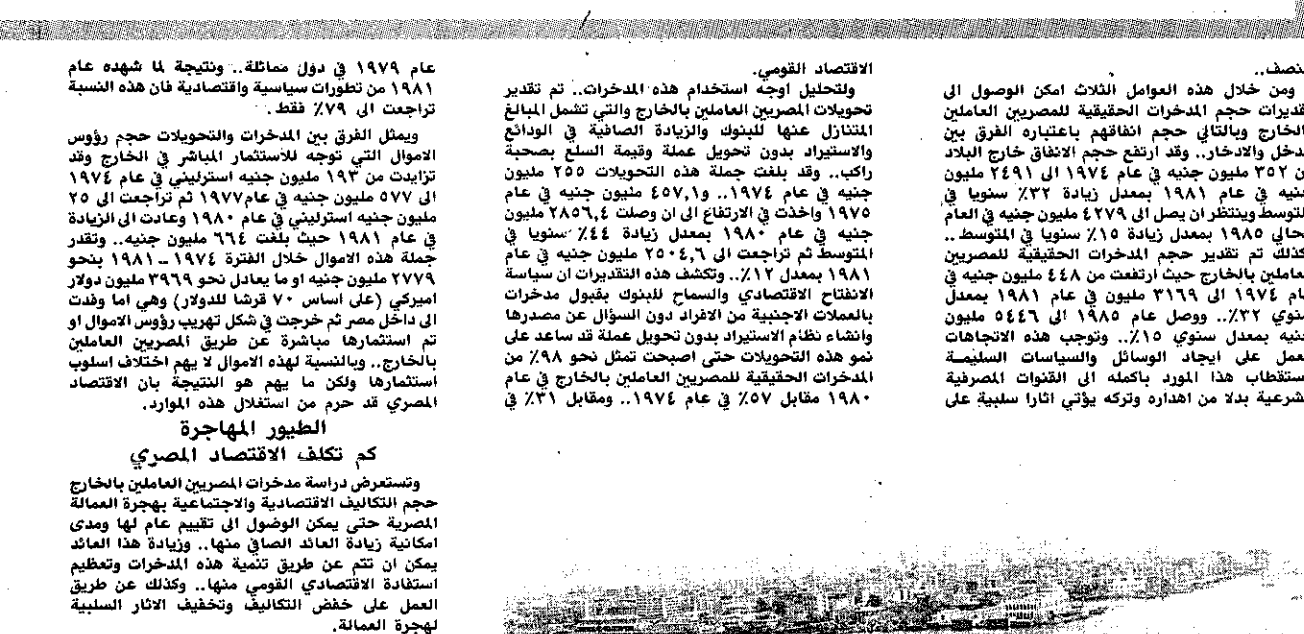 نصف..
ومن خلال هذه العوامل الثلاث امكن الوصول الى
قديرات حجم المدخرات الحقيقية للمصريين العاملين
الخارج وبالتالي حجم انفاقهم باعتباره الفرق بين
دخل والادخار.. وقد ارتفع حجم الانفاق خارج البلاد
ن ٣٥٢ مليون جنيه في عام ١٩٧٤ الى ٢٤٩١ مليون
نيه في عام ١٩٨١ بمعدل زيادة ٣٢٪ سنويا في
لتوسط وينتظر ان يصل الى ٤٢٧٩ مليون جنيه في العام
حالي ١٩٨٥ بمعدل زيادة ١٥٪ سنويا في المتوسط ..
كذلك تم تقدير حجم المدخرات الحقيقية للمصريين
عاملين بالخارج حيث ارتفعت من ٤٤٨ مليون جنيه في
ام ١٩٧٤ الى ٣١٦٩ مليون في عام ١٩٨١ بمعدل
سنوي ٣٢٪.. ووصل عام ١٩٨٥ الى ٥٤٤٦ مليون
جنيه بمعدل سنوي ١٥٪.. وتوجب هذه الاتجاهات
عمل على ايجاد الوسائل والسياسات السليمة
ستقطاب هذا المورد باكمله الى القنوات المصرفية
شرعية بدلا من اهداره وتركه يؤتي اثارا سلبية على
الاقتصاد القومي.
ولتحليل اوجه استخدام هذه المدخرات.. تم تقدير
تحويلات المصريين العاملين بالخارج والتي تشمل المبالغ
المتنازل عنها للبنوك والزيادة الصافية في الودائع
والاستيراد بدون تحويل عملة وقيمة السلع بصحبة
راكب.. وقد بلغت جملة هذه التحويلات ٢٥٥ مليون
جنيه في عام ١٩٧٤.. و٤٥٧,١ مليون جنيه في عام
١٩٧٥ واخذت في الارتفاع الى ان وصلت ٢٨٥٦,٤ مليون
جنيه في عام ١٩٨٠ بمعدل زيادة ٤٤٪ سنويا في
المتوسط ثم تراجعت الى ٢٥٠٤,٦ مليون جنيه في عام
١٩٨١ بمعدل ١٢٪.. وتكشف هذه التقديرات ان سياسة
الانفتاح الاقتصادي والسماح للبنوك بقبول مدخرات
بالعملات الاجنبية من الافراد دون السؤال عن مصدرها
وانشاء نظام الاستيراد بدون تحويل عملة قد ساعد على
نمو هذه التحويلات حتى اصبحت تمثل نحو ٩٨٪ من
المدخرات الحقيقية للمصريين العاملين بالخارج في عام
١٩٨٠ مقابل ٥٧٪ في عام ١٩٧٤.. ومقابل ٣١٪ في
عام ١٩٧٩ في دول مماثلة.. ونتيجة لما شهده عام
١٩٨١ من تطورات سياسية واقتصادية فان هذه النسبة
تراجعت الى ٧٩٪ فقط .
ويمثل الفرق بين المدخرات والتحويلات حجم رؤوس
الاموال التي توجه للأستثمار المباشر في الخارج وقد
تزايدت من ١٩٣ مليون جنيه استرليني في عام ١٩٧٤
الى ٥٧٧ مليون جنيه في عام١٩٧٧ ثم تراجعت الى ٢٥
مليون جنيه استرليني في عام ١٩٨٠ وعادت الى الزيادة
في عام ١٩٨١ حيث بلغت ٦٦٤ مليون جنيه.. وتقدر
جملة هذه الاموال خلال الفترة ١٩٧٤ ــ ١٩٨١ بنحو
٢٧٧٩ مليون جنيه او ما يعادل نحو ٣٩٦٩ مليون دولار
اميركي (على اساس ٧٠ قرشا للدولار) وهي اما وفدت
الى داخل مصر ثم خرجت في شكل تهريب رؤوس الاموال او
تم استثمارها مباشرة عن طريق المصريين العاملين
بالخارج.. وبالنسبة لهذه الاموال لا يهم اختلاف اسلوب
استثمارها ولكن ما يهم هو النتيجة بان الاقتصاد
المصري قد حرم من استغلال هذه الموارد.
الطيور المهاجرة
كم تكلف الاقتصاد المصري
وتستعرض دراسة مدخرات المصريين العاملين بالخارج
حجم التكاليف الاقتصادية والاجتماعية بهجرة العمالة
المصرية حتى يمكن الوضول الى تقييم عام لها ومدى
امكانية زيادة العائد الصافي منها.. وزيادة هذا العائد
يمكن ان تتم عن طريق تنمية هذه المدخرات وتعظيم
استفادة الاقتصادي القومي منها.. وكذلك عن طريق
العمل على خفض التكاليف وتخفيف الاثار السلبية
لهجرة العمالة.